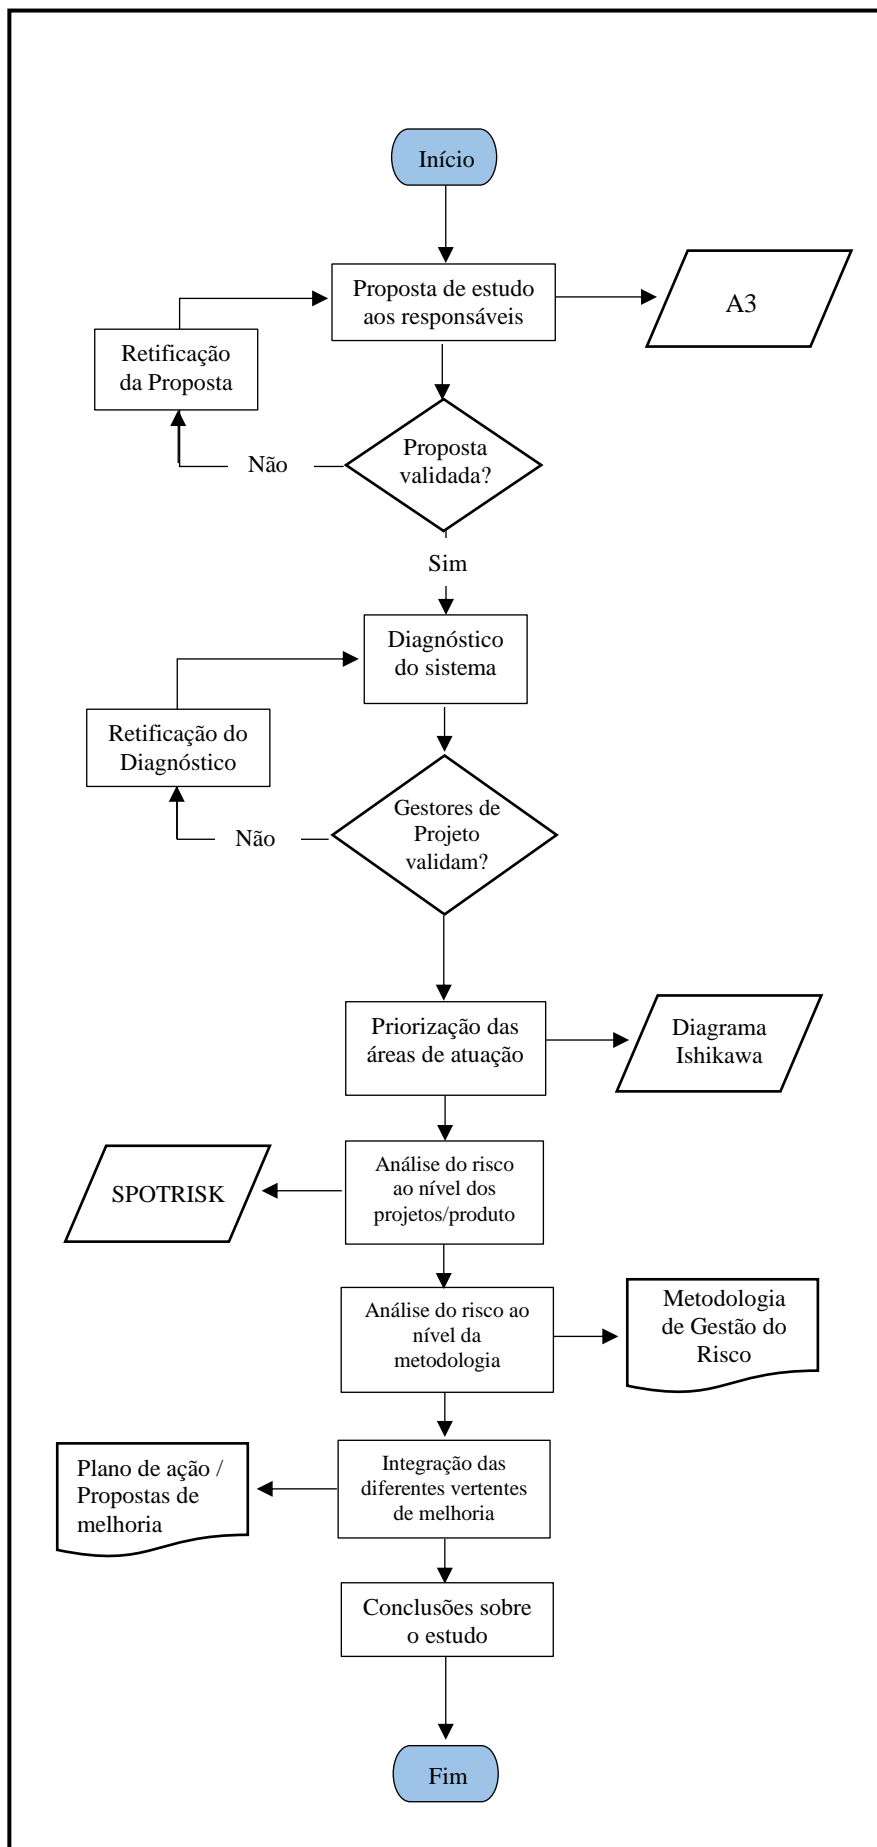 Início
Proposta de estudo
aos responsáveis
A3
Retificação
da Proposta
Proposta
validada?
Não
Sim
Diagnóstico
do sistema
Retificação do
Diagnóstico
Gestores de
Projeto
validam?
Não
Priorização das
áreas de atuação
Diagrama
Ishikawa
Análise do risco
ao nível dos
projetos/produto
SPOTRISK
Análise do risco ao
nível da
metodologia
Metodologia
de Gestão do
Risco
Integração das
diferentes vertentes
de melhoria
Plano de ação /
Propostas de
melhoria
Conclusões sobre
o estudo
Fim